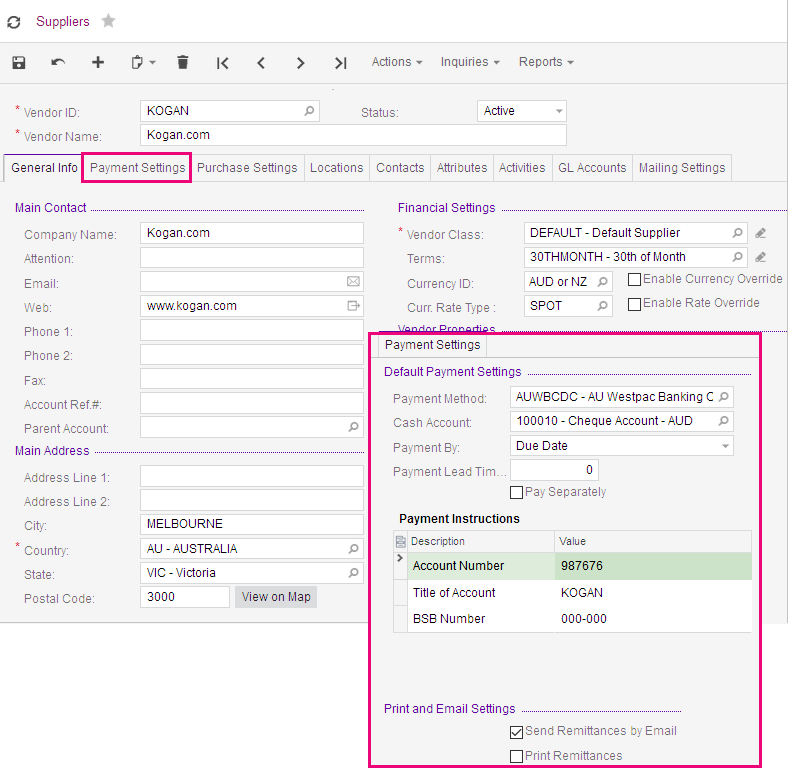 Suppliers
Actions Inquiries Reports
* Vendor ID: KOGAN Status: Active
* Vendor Name: Kogan.com
General Info Payment Settings Purchase Settings Locations Contacts Attributes Activities GL Accounts Mailing Settings
Main Contact
Company Name: Kogan.com
Attention:
Email:
Web: www.kogan.com
Phone 1:
Phone 2:
Fax:
Account Ref.#:
Parent Account:
Main Address
Address Line 1:
Address Line 2:
City: MELBOURNE
* Country: AU - AUSTRALIA
State: VIC - Victoria
Postal Code: 3000 View on Map
Financial Settings
* Vendor Class: DEFAULT - Default Supplier
Terms: 30THMONTH - 30th of Month
Currency ID: AUD or NZ Enable Currency Override
Curr. Rate Type : SPOT Enable Rate Override
Vendor Properties
Payment Settings
Default Payment Settings
Payment Method: AUWBCDC - AU Westpac Banking C
Cash Account: 100010 - Cheque Account - AUD
Payment By: Due Date
Payment Lead Tim... 0
Pay Separately
Payment Instructions
Description Value
Account Number 987676
Title of Account KOGAN
BSB Number 000-000
Print and Email Settings
Send Remittances by Email
Print Remittances